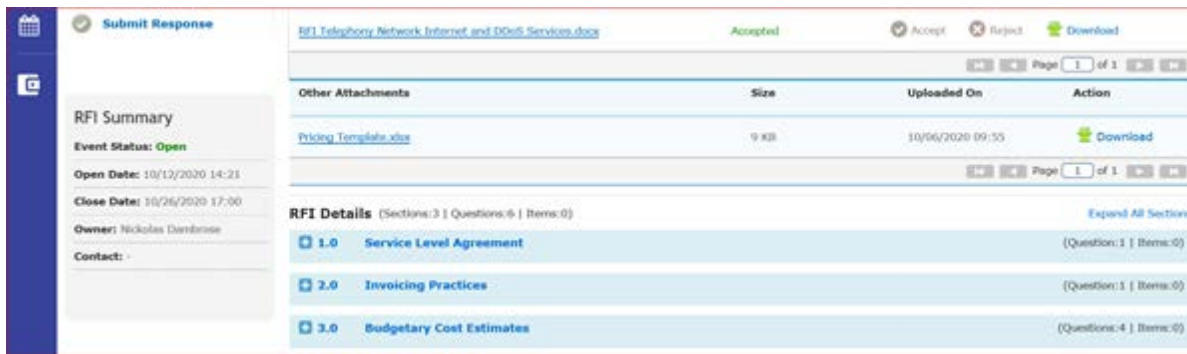 Submit Response
RFI Telephony Network Internet and DDoS Services.docx Accepted Accept Reject Download
Page 1 of 1
Other Attachments Size Uploaded On Action
Pricing Template.xlsx 9 KB 10/06/2020 09:55 Download
Page 1 of 1
RFI Summary
Event Status: Open
Open Date: 10/12/2020 14:21
Close Date: 10/26/2020 17:00
Owner: Nickolas Dambrose
Contact: -
RFI Details (Sections:3 | Questions:6 | Items:0) Expand All Section
1.0 Service Level Agreement (Question:1 | Items:0)
2.0 Invoicing Practices (Question:1 | Items:0)
3.0 Budgetary Cost Estimates (Questions:4 | Items:0)